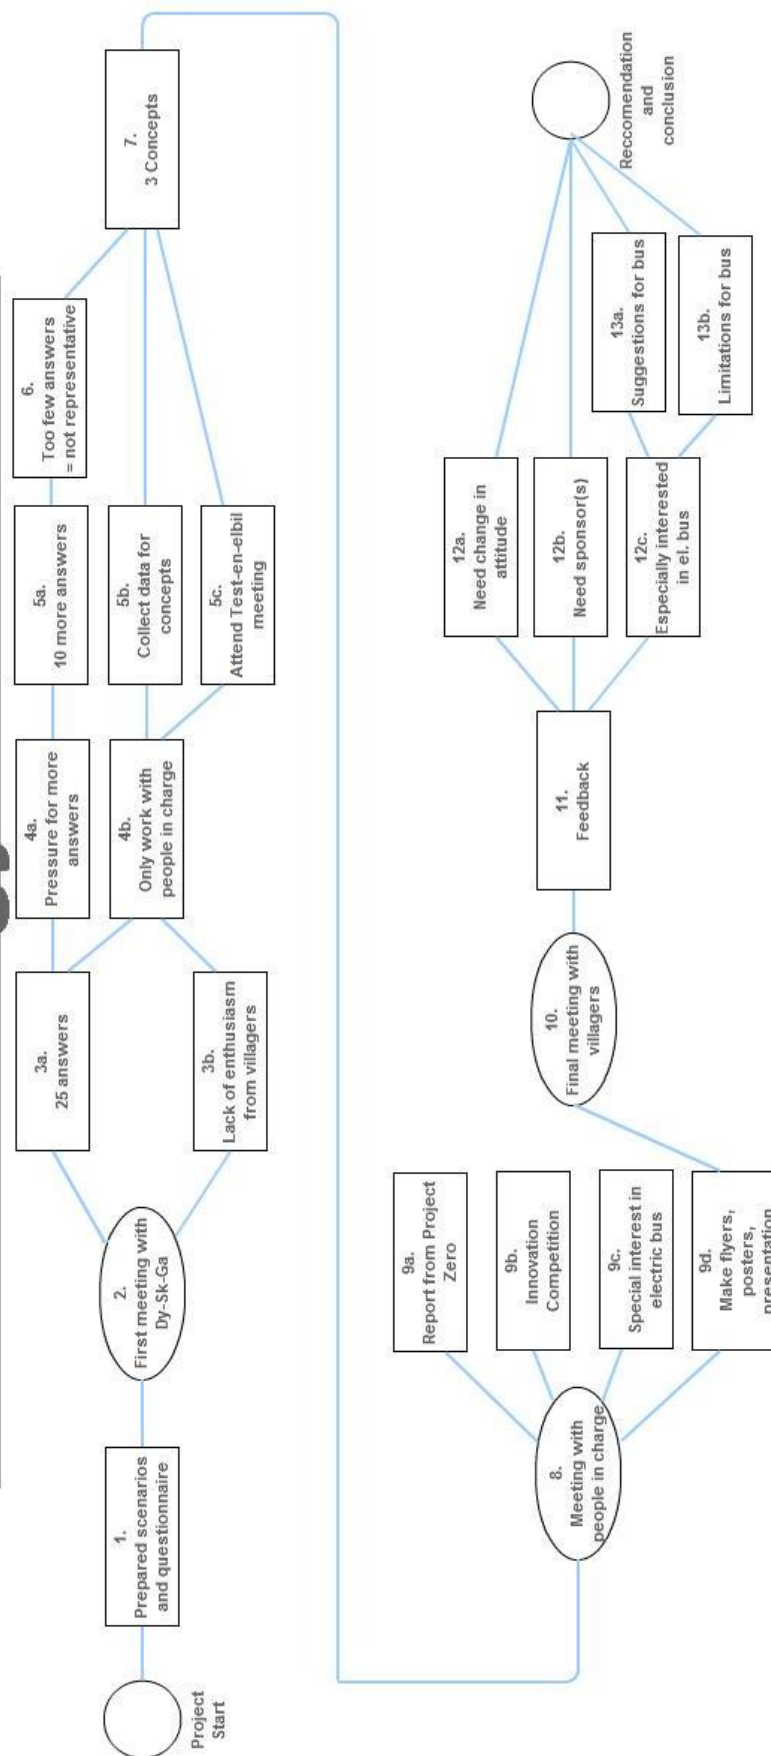 Project
Start
1.
Prepared scenarios
and questionnaire
2.
First meeting with
Dy-Sk-Ga
3a.
25 answers
3b.
Lack of enthusiasm
from villagers
4a.
Pressure for more
answers
4b.
Only work with
people in charge
5a.
10 more answers
5b.
Collect data for
concepts
5c.
Attend Test-en-elbil
meeting
6.
Too few answers
= not representative
7.
3 Concepts
8.
Meeting with
people in charge
9a.
Report from Project
Zero
9b.
Innovation
Competition
9c.
Special interest in
electric bus
9d.
Make flyers,
posters,
presentation
10.
Final meeting with
villagers
11.
Feedback
12a.
Need change in
attitude
12b.
Need sponsor(s)
12c.
Especially interested
in el. bus
13a.
Suggestions for bus
13b.
Limitations for bus
Reccomendation
and
conclusion